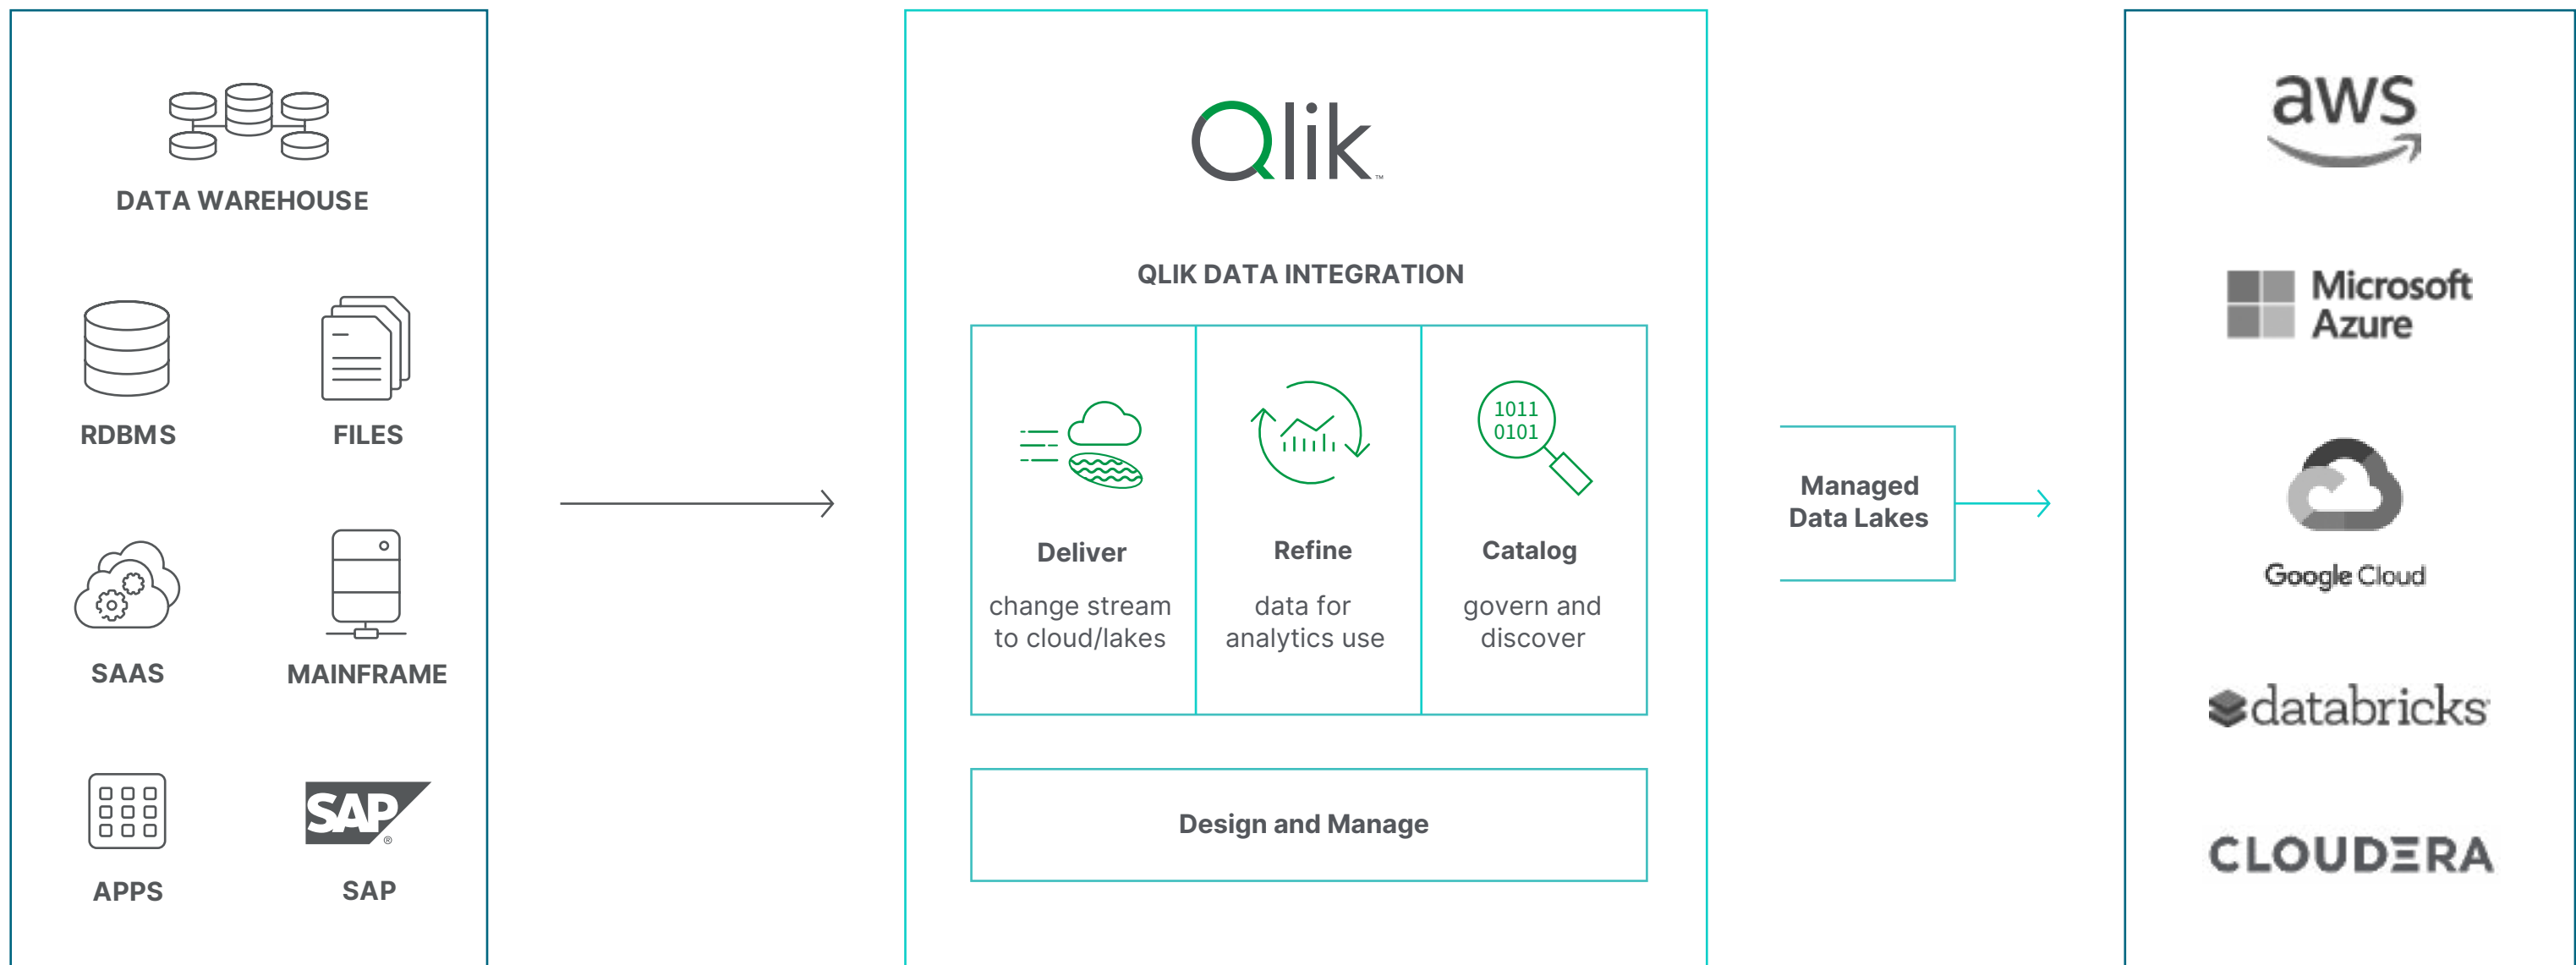 DATA WAREHOUSE
RDBMS
FILES
SAAS
MAINFRAME
APPS
SAP
®
SAP
Qlik™
QLIK DATA INTEGRATION
1011
0101
Deliver
change stream
to cloud/lakes
Refine
data for
analytics use
Catalog
govern and
discover
Design and Manage
Managed
Data Lakes
aws
Microsoft
Azure
Google Cloud
databricks
CLOUDERA